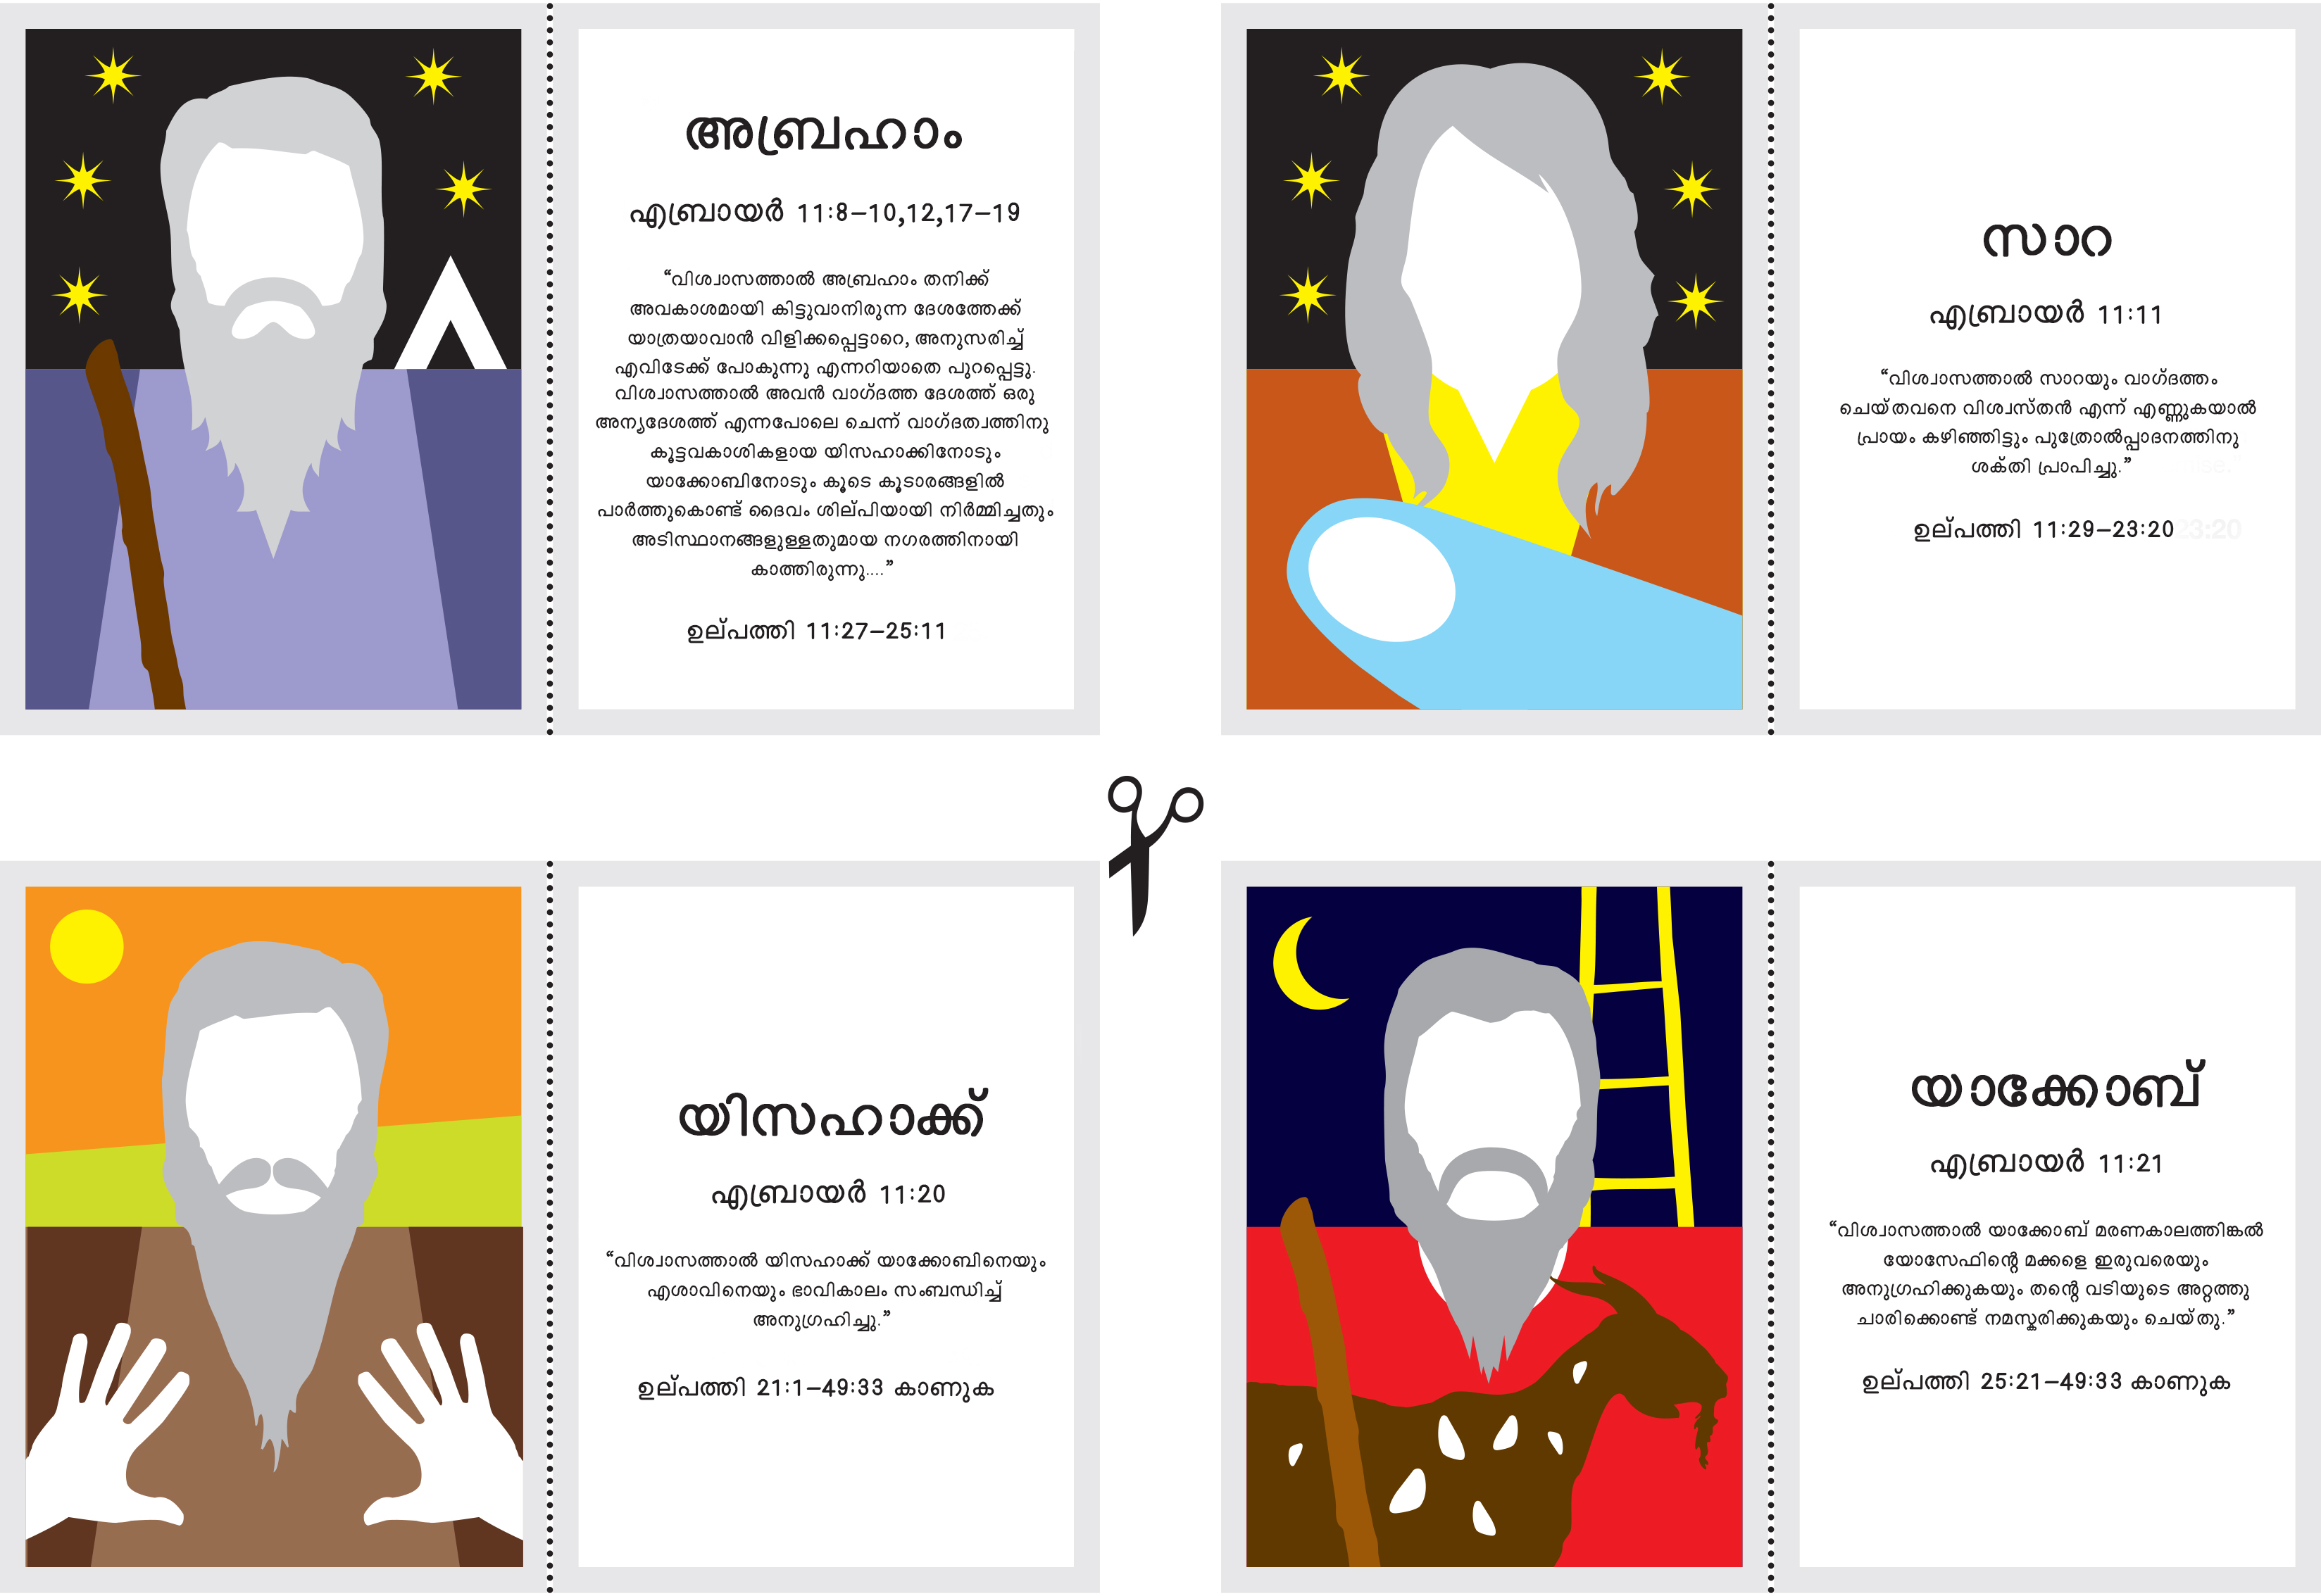 അബ്രഹാം
എബ്രായർ 11:8–10,12,17–19
“വിശ്വാസത്താൽ അബ്രഹാം തനിക്ക്
അവകാശമായി കിട്ടുവാനിരുന്ന ദേശത്തേക്ക്
യാത്രയാവാൻ വിളിക്കപ്പെട്ടാറെ, അനുസരിച്ച്
എവിടേക്ക് പോകുന്നു എന്നറിയാതെ പുറപ്പെട്ടു.
വിശ്വാസത്താൽ അവൻ വാഗ്ദത്ത ദേശത്ത് ഒരു
അന്യദേശത്ത് എന്നപോലെ ചെന്ന് വാഗ്ദത്വത്തിനു
കൂട്ടവകാശികളായ യിസഹാക്കിനോടും
യാക്കോബിനോടും കൂടെ കൂടാരങ്ങളിൽ
പാർത്തുകൊണ്ട് ദൈവം ശില്പിയായി നിർമ്മിച്ചതും
അടിസ്ഥാനങ്ങളുള്ളതുമായ നഗരത്തിനായി
കാത്തിരുന്നു....”
ഉല്പത്തി 11:27–25:11
സാറ
എബ്രായർ 11:11
“വിശ്വാസത്താൽ സാറയും വാഗ്ദത്തം
ചെയ്തവനെ വിശ്വസ്തൻ എന്ന് എണ്ണുകയാൽ
പ്രായം കഴിഞ്ഞിട്ടും പുത്രോൽപ്പാദനത്തിനു
ശക്തി പ്രാപിച്ചു.”
ഉല്പത്തി 11:29–23:20
യിസഹാക്ക്
എബ്രായർ 11:20
“വിശ്വാസത്താൽ യിസഹാക്ക് യാക്കോബിനെയും
എശാവിനെയും ഭാവികാലം സംബന്ധിച്ച്
അനുഗ്രഹിച്ചു.”
ഉല്പത്തി 21:1–49:33 കാണുക
യാക്കോബ്
എബ്രായർ 11:21
“വിശ്വാസത്താൽ യാക്കോബ് മരണകാലത്തിങ്കൽ
യോസേഫിന്റെ മക്കളെ ഇരുവരെയും
അനുഗ്രഹിക്കുകയും തന്റെ വടിയുടെ അറ്റത്തു
ചാരിക്കൊണ്ട് നമസ്കരിക്കുകയും ചെയ്തു.”
ഉല്പത്തി 25:21–49:33 കാണുക